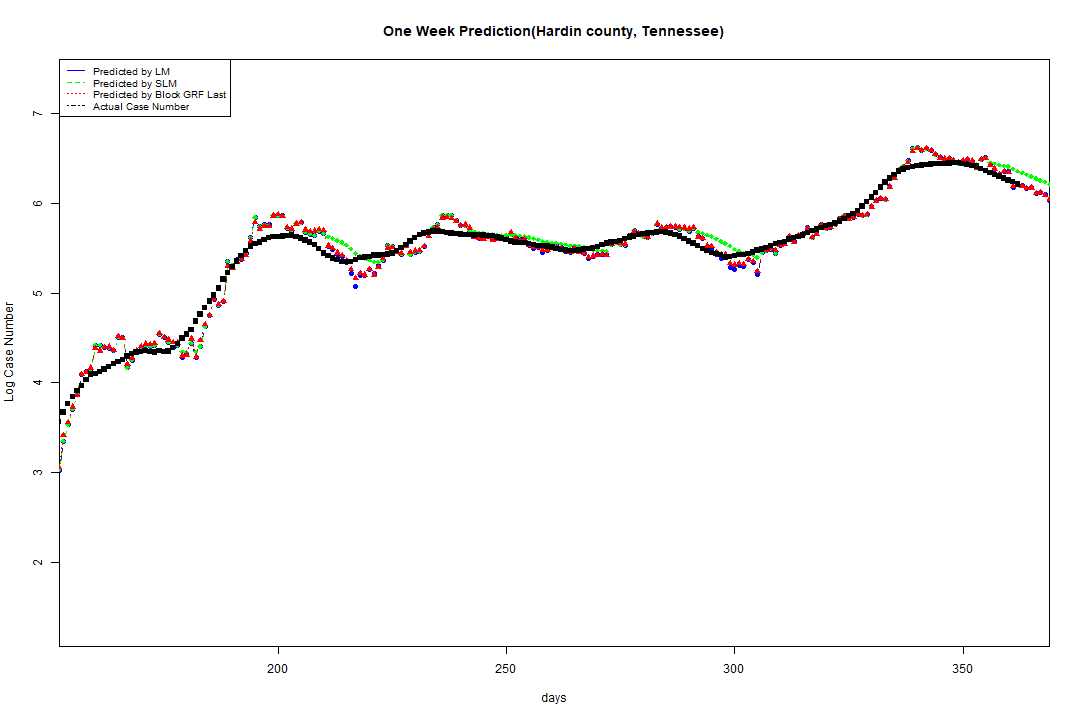 One Week Prediction(Hardin county, Tennessee)
Predicted by LM
Predicted by SLM
Predicted by Block GRF Last
Actual Case Number
7
6
5
4
3
2
Log Case Number
200
250
300
350
days